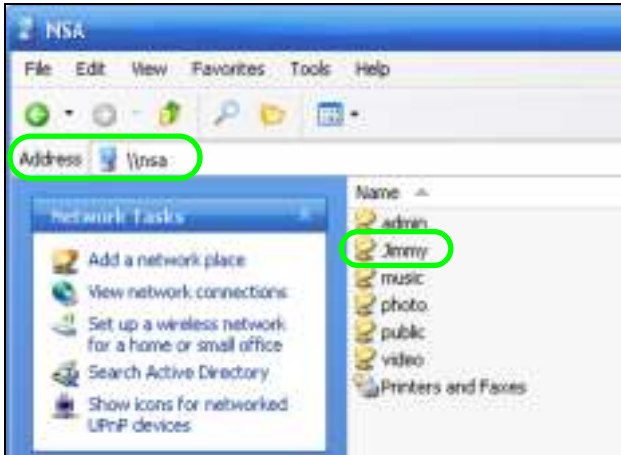 NSA
File Edit View Favorites Tools Help
Address \\nsa
Network Tasks
Add a network place
View network connections
Set up a wireless network
for a home or small office
Search Active Directory
Show icons for networked
UPnP devices
Name
admin
Jimmy
music
photo
public
video
Printers and Faxes